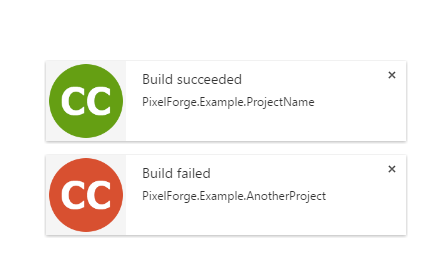 CC
Build succeeded
PixelForge.Example.ProjectName
×
CC
Build failed
PixelForge.Example.AnotherProject
×